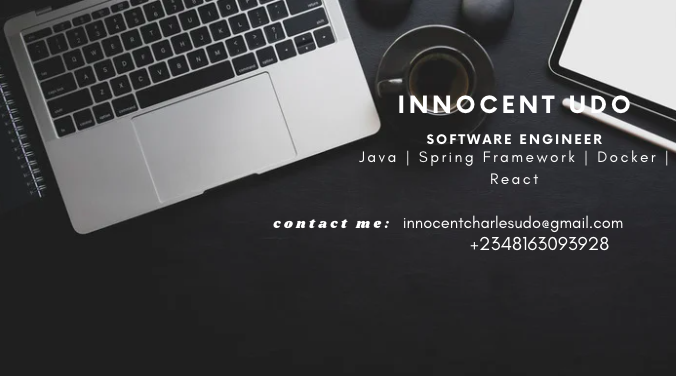 INNOCENT UDO
SOFTWARE ENGINEER
Java | Spring Framework | Docker |
React
contact me: innocentcharlesudo@gmail.com
+2348163093928